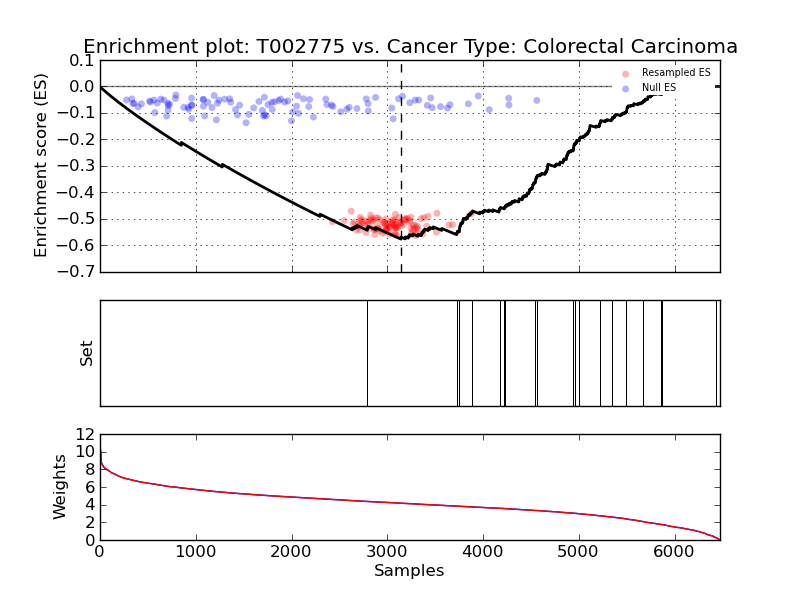 Enrichment plot: T002775 vs. Cancer Type: Colorectal Carcinoma
0.1
0.0
−0.1
−0.2
−0.3
−0.4
−0.5
−0.6
−0.7
Enrichment score (ES)
Resampled ES
Null ES
Set
12
10
8
6
4
2
0
Weights
0 1000 2000 3000 4000 5000 6000
Samples